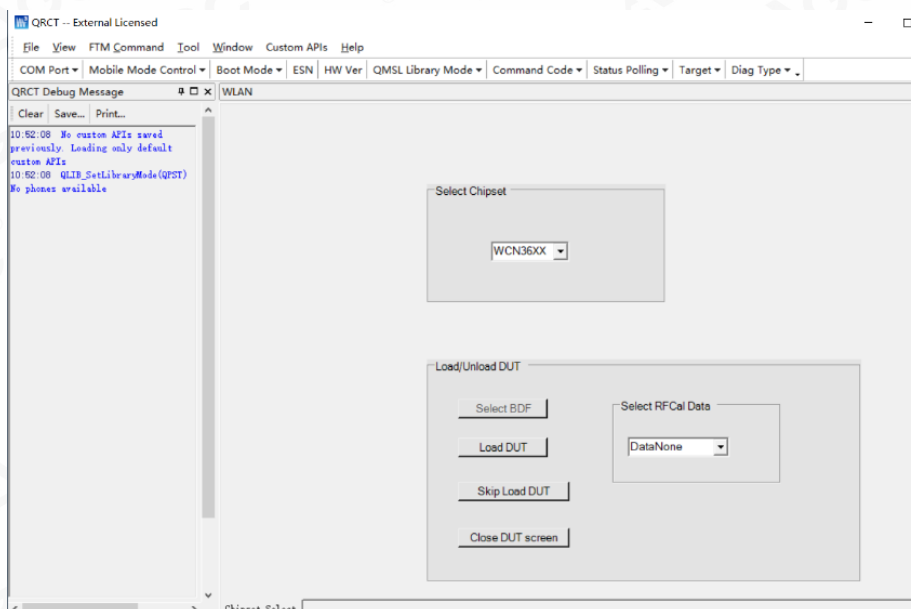 QRCT -- External Licensed
File View FTM Command Tool Window Custom APIs Help
COM Port Mobile Mode Control Boot Mode ESN HW Ver QMSL Library Mode Command Code Status Polling Target Diag Type
QRCT Debug Message
WLAN
Clear Save... Print...
10:52:08 No custom APIs saved
previously. Loading only default
custom APIs
10:52:08 QLIB_SetLibraryMode(QPST)
No phones available
Select Chipset
WCN36XX
Load/Unload DUT
Select BDF
Select RFCal Data
Load DUT
DataNone
Skip Load DUT
Close DUT screen
Chipset Select